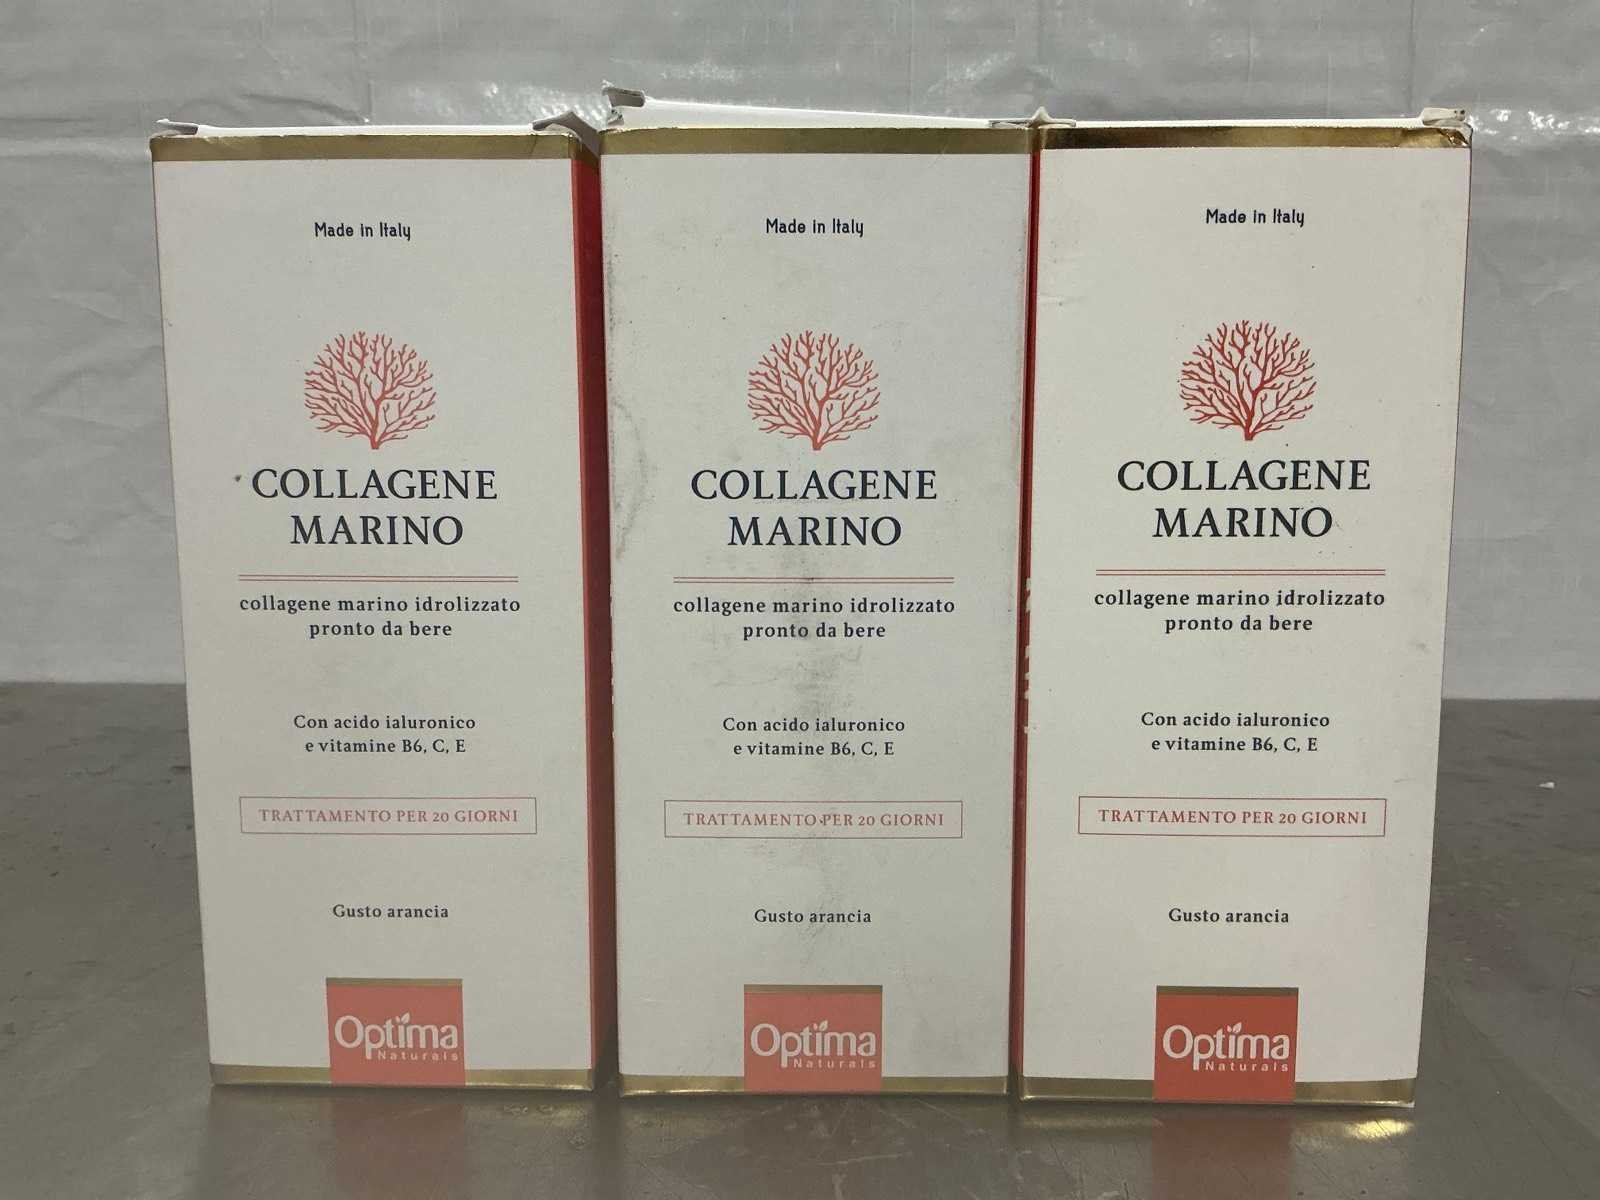 Made in Italy
COLLAGENE
MARINO
collagene marino idrolizzato
pronto da bere
Con acido ialuronico
e vitamine B6, C, E
TRATTAMENTO PER 20 GIORNI
Gusto arancia
Optima
Naturals
Made in Italy
COLLAGENE
MARINO
collagene marino idrolizzato
pronto da bere
Con acido ialuronico
e vitamine B6, C, E
TRATTAMENTO PER 20 GIORNI
Gusto arancia
Optima
Naturals
Made in Italy
COLLAGENE
MARINO
collagene marino idrolizzato
pronto da bere
Con acido ialuronico
e vitamine B6, C, E
TRATTAMENTO PER 20 GIORNI
Gusto arancia
Optima
Naturals